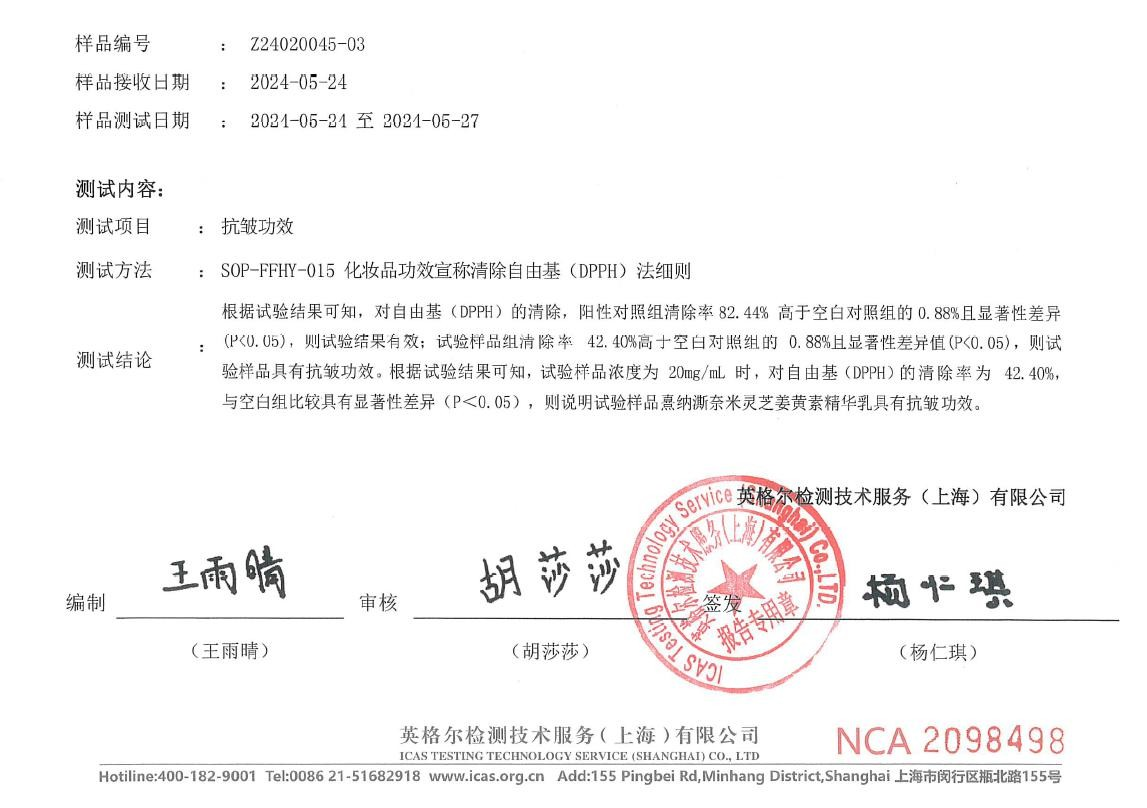 样品编号 : Z24020045-03
样品接收日期 : 2024-05-24
样品测试日期 : 2024-05-24 至 2024-05-27
测试内容：
测试项目 : 抗皱功效
测试方法 : SOP-FFHY-015 化妆品功效宣称清除自由基（DPPH）法细则
测试结论 :
根据试验结果可知，对自由基（DPPH）的清除，阳性对照组清除率 82.44% 高于空白对照组的 0.88%且显著性差异
(P<0.05)，则试验结果有效；试验样品组清除率 42.40%高于空白对照组的 0.88%且显著性差异值(P<0.05)，则试
验样品具有抗皱功效。根据试验结果可知，试验样品浓度为 20mg/mL 时，对自由基（DPPH）的清除率为 42.40%，
与空白组比较具有显著性差异（P＜0.05），则说明试验样品熹纳澌奈米灵芝姜黄素精华乳具有抗皱功效。
英格尔检测技术服务（上海）有限公司
ICAS Testing Technology Service (Shanghai) Co.,LTD.
英格尔检测技术服务(上海)有限公司
报告专用章
编制 王雨晴 审核 胡莎莎 签发 杨仁琪
（王雨晴） （胡莎莎） （杨仁琪）
英格尔检测技术服务（上海）有限公司
ICAS TESTING TECHNOLOGY SERVICE (SHANGHAI) CO., LTD
NCA 2098498
Hotiline:400-182-9001 Tel:0086 21-51682918 www.icas.org.cn Add:155 Pingbei Rd,Minhang District,Shanghai 上海市闵行区瓶北路155号